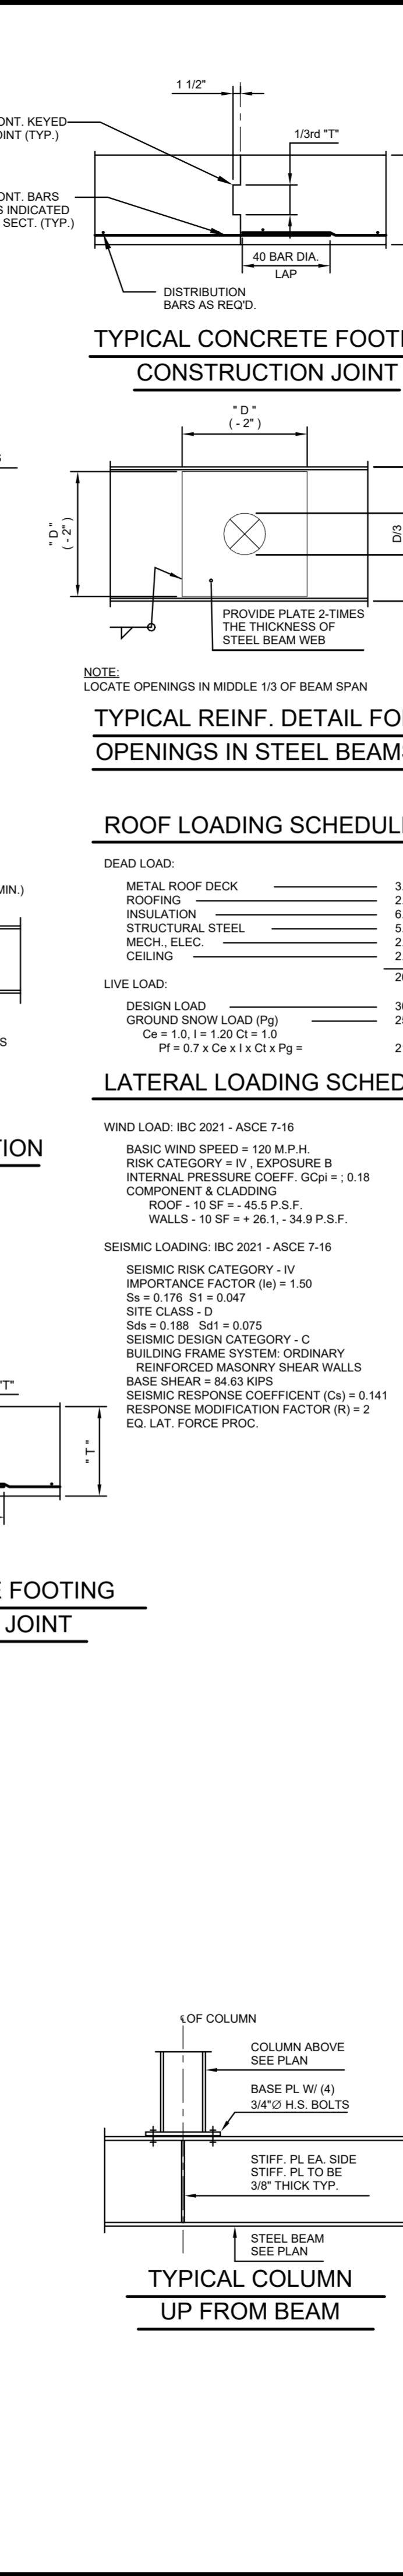 1 1/2"
ONT. KEYED
OINT (TYP.)
1/3rd "T"
ONT. BARS
S INDICATED
SECT. (TYP.)
40 BAR DIA.
LAP
DISTRIBUTION
BARS AS REQ'D.
TYPICAL CONCRETE FOOT
CONSTRUCTION JOINT
" D "
( - 2" )
" D "
( - 2" )
D/3
PROVIDE PLATE 2-TIMES
THE THICKNESS OF
STEEL BEAM WEB
NOTE:
LOCATE OPENINGS IN MIDDLE 1/3 OF BEAM SPAN
TYPICAL REINF. DETAIL FO
OPENINGS IN STEEL BEAM
ROOF LOADING SCHEDUL
DEAD LOAD:
MIN.)
METAL ROOF DECK 3.
ROOFING 2.
INSULATION 6.
STRUCTURAL STEEL 5.
MECH., ELEC. 2.
CEILING 2.
20
LIVE LOAD:
DESIGN LOAD 30
GROUND SNOW LOAD (Pg) 25
Ce = 1.0, I = 1.20 Ct = 1.0
Pf = 0.7 x Ce x I x Ct x Pg = 2
S
LATERAL LOADING SCHED
WIND LOAD: IBC 2021 - ASCE 7-16
TION
BASIC WIND SPEED = 120 M.P.H.
RISK CATEGORY = IV , EXPOSURE B
INTERNAL PRESSURE COEFF. GCpi = ; 0.18
COMPONENT & CLADDING
ROOF - 10 SF = - 45.5 P.S.F.
WALLS - 10 SF = + 26.1, - 34.9 P.S.F.
SEISMIC LOADING: IBC 2021 - ASCE 7-16
SEISMIC RISK CATEGORY - IV
IMPORTANCE FACTOR (Ie) = 1.50
Ss = 0.176 S1 = 0.047
SITE CLASS - D
Sds = 0.188 Sd1 = 0.075
SEISMIC DESIGN CATEGORY - C
BUILDING FRAME SYSTEM: ORDINARY
REINFORCED MASONRY SHEAR WALLS
BASE SHEAR = 84.63 KIPS
SEISMIC RESPONSE COEFFICENT (Cs) = 0.141
RESPONSE MODIFICATION FACTOR (R) = 2
EQ. LAT. FORCE PROC.
"T"
" T "
E FOOTING
JOINT
℄ OF COLUMN
COLUMN ABOVE
SEE PLAN
BASE PL W/ (4)
3/4"Ø H.S. BOLTS
STIFF. PL EA. SIDE
STIFF. PL TO BE
3/8" THICK TYP.
STEEL BEAM
SEE PLAN
TYPICAL COLUMN
UP FROM BEAM